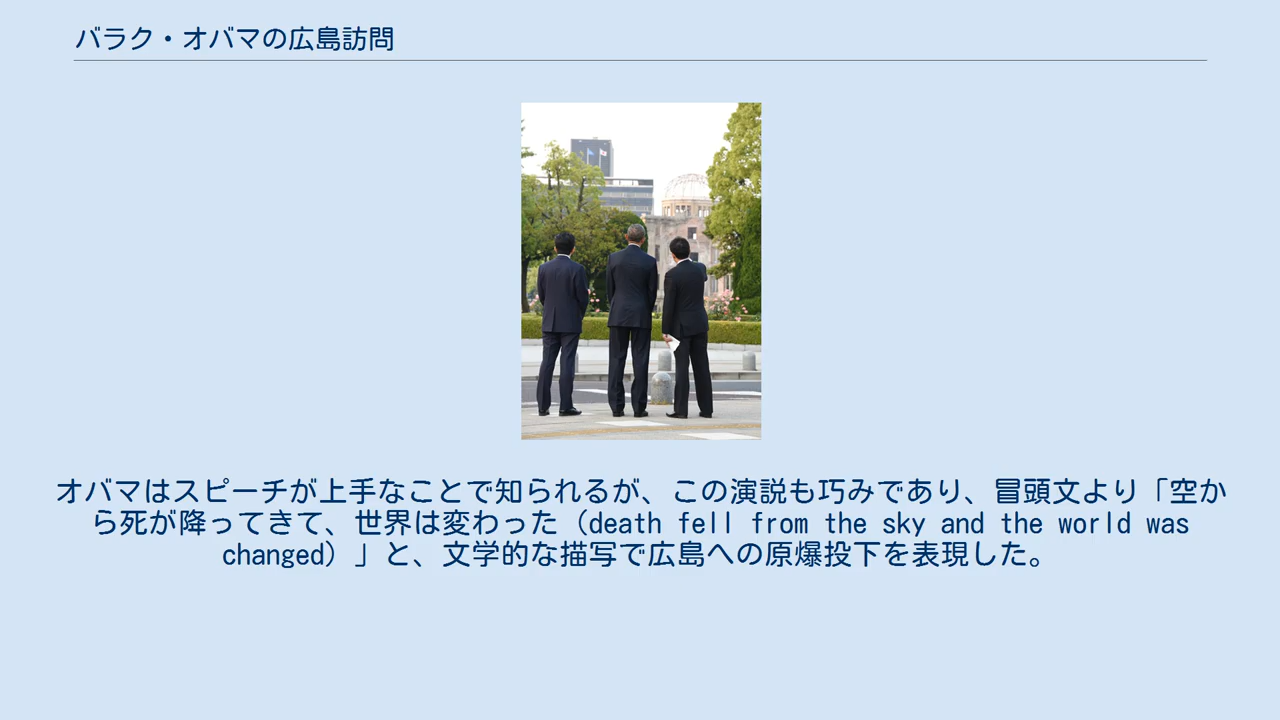 バラク・オバマの広島訪問
オバマはスピーチが上手なことで知られるが、この演説も巧みであり、冒頭文より「空か
ら死が降ってきて、世界は変わった（death fell from the sky and the world was
changed）」と、文学的な描写で広島への原爆投下を表現した。